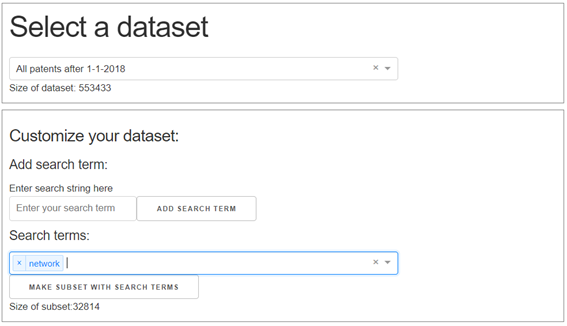 Select a dataset
All patents after 1-1-2018
Size of dataset: 553433
Customize your dataset:
Add search term:
Enter search string here
Enter your search term
ADD SEARCH TERM
Search terms:
× network
MAKE SUBSET WITH SEARCH TERMS
Size of subset:32814